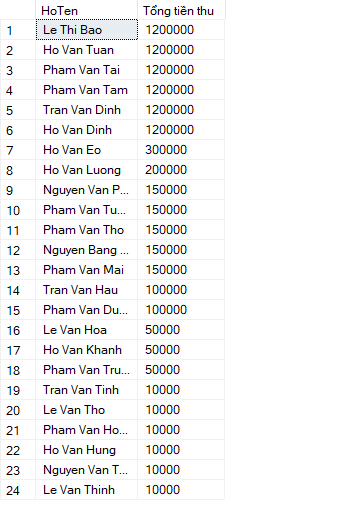 HoTen Tổng tiền thu
1 Le Thi Bao 1200000
2 Ho Van Tuan 1200000
3 Pham Van Tai 1200000
4 Pham Van Tam 1200000
5 Tran Van Dinh 1200000
6 Ho Van Dinh 1200000
7 Ho Van Eo 300000
8 Ho Van Luong 200000
9 Nguyen Van P... 150000
10 Pham Van Tu... 150000
11 Pham Van Tho 150000
12 Nguyen Bang ... 150000
13 Pham Van Mai 150000
14 Tran Van Hau 100000
15 Pham Van Du... 100000
16 Le Van Hoa 50000
17 Ho Van Khanh 50000
18 Pham Van Tru... 50000
19 Tran Van Tinh 10000
20 Le Van Tho 10000
21 Pham Van Ho... 10000
22 Ho Van Hung 10000
23 Nguyen Van T... 10000
24 Le Van Thinh 10000